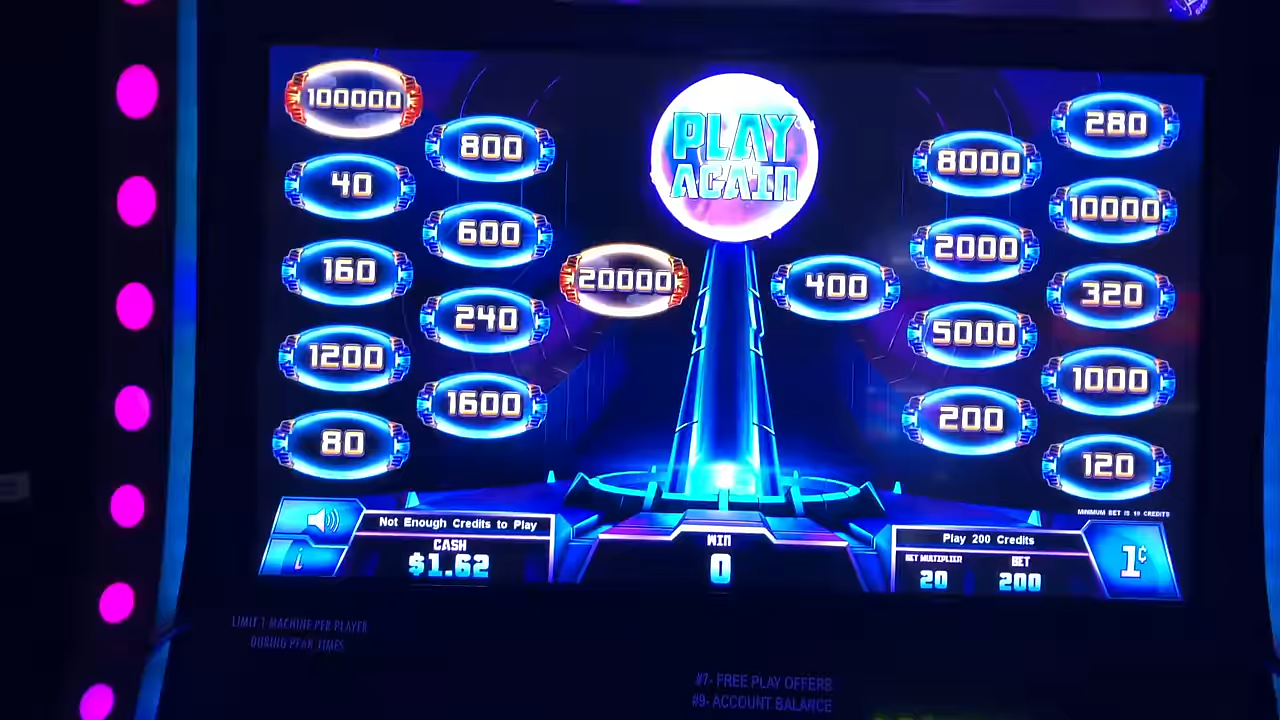 100000
800
40
600
160
240
1200
1600
80
PLAY
AGAIN
20000
400
8000
280
10000
2000
320
5000
1000
200
120
MINIMUM BET IS 10 CREDITS
Not Enough Credits to Play
CASH
$1.62
i
WIN
0
Play 200 Credits
BET MULTIPLIER
20
BET
200
1¢
LIMIT 1 MACHINE PER PLAYER
DURING PEAK TIMES
#7- FREE PLAY OFFERS
#9- ACCOUNT BALANCE